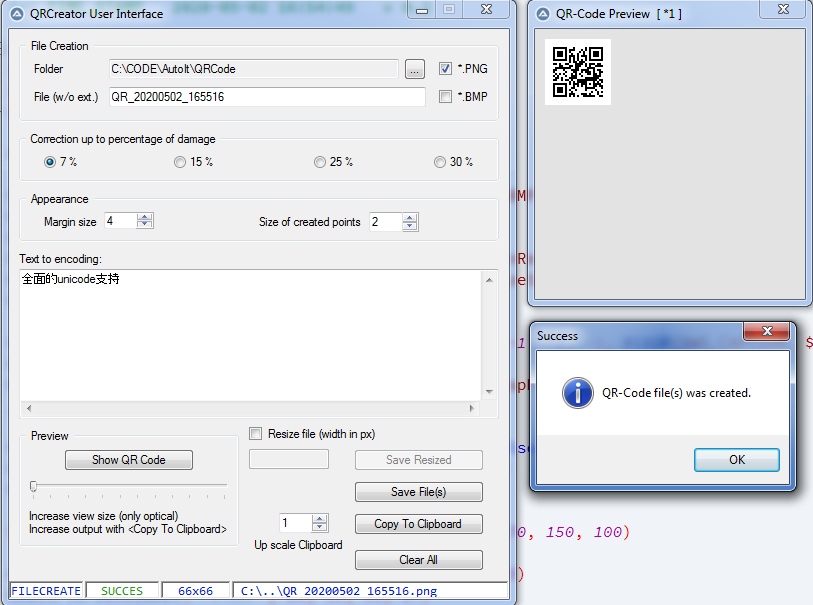 QRCreator User Interface
File Creation
Folder C:\CODE\AutoIt\QRCode ... *.PNG
File (w/o ext.) QR_20200502_165516 *.BMP
Correction up to percentage of damage
7 % 15 % 25 % 30 %
Appearance
Margin size 4 Size of created points 2
Text to encoding:
全面的unicode支持
Preview
Show QR Code
Increase view size (only optical)
Increase output with <Copy To Clipboard>
Resize file (width in px)
Save Resized
Save File(s)
1 Copy To Clipboard
Up scale Clipboard
Clear All
FILECREATE SUCCES 66x66 C:\..\QR_20200502_165516.png
QR-Code Preview [ *1 ]
Success
QR-Code file(s) was created.
OK
0, 150, 100)
)